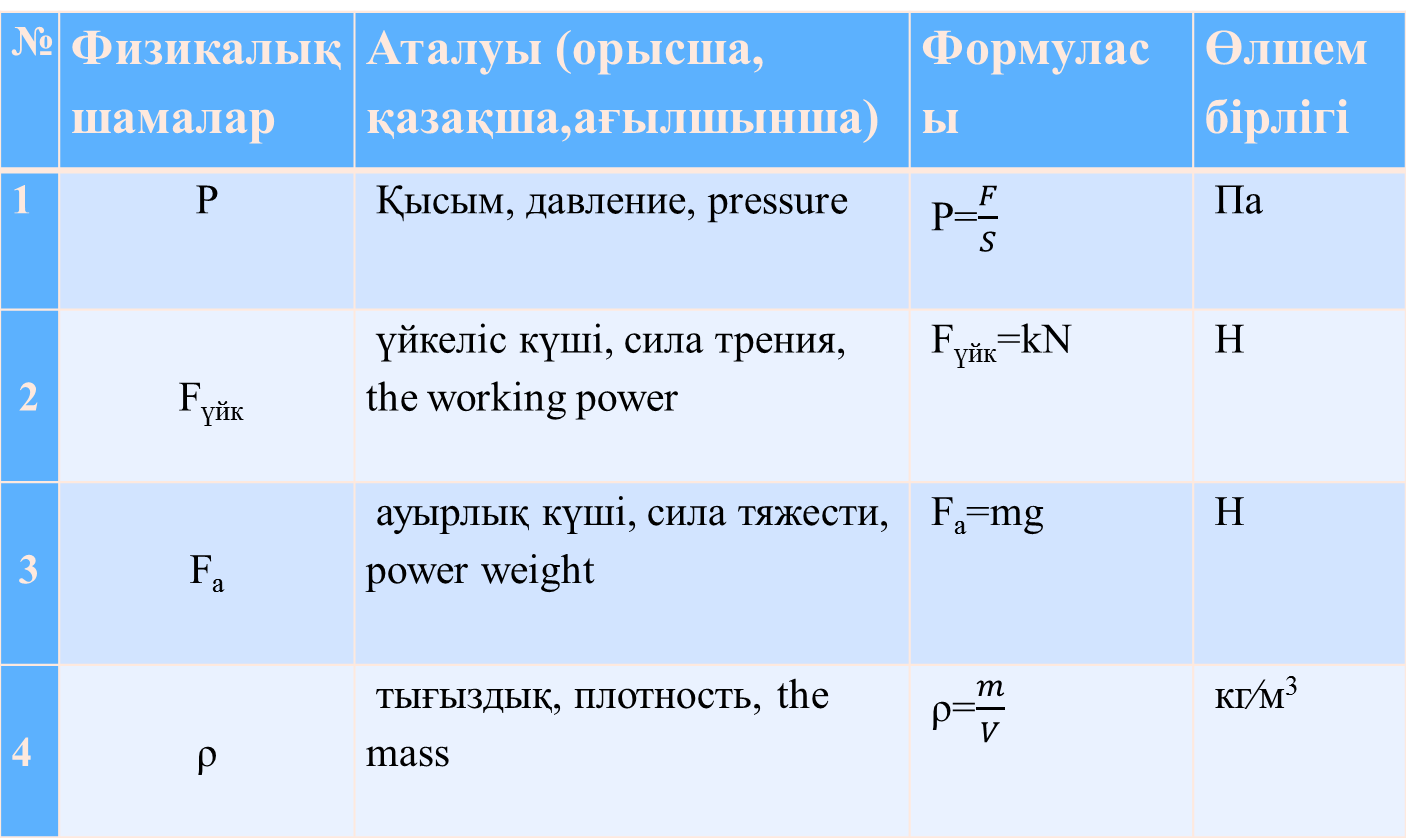 № Физикалық шамалар Аталуы (орысша, қазақша,ағылшынша) Формуласы Өлшем бірлігі
1 P Қысым, давление, pressure P=F/S Па
2 Fүйк үйкеліс күші, сила трения, the working power Fүйк=kN Н
3 Fа ауырлық күші, сила тяжести, power weight Fа=mg Н
4 ρ тығыздық, плотность, the mass ρ=m/V кг/м³